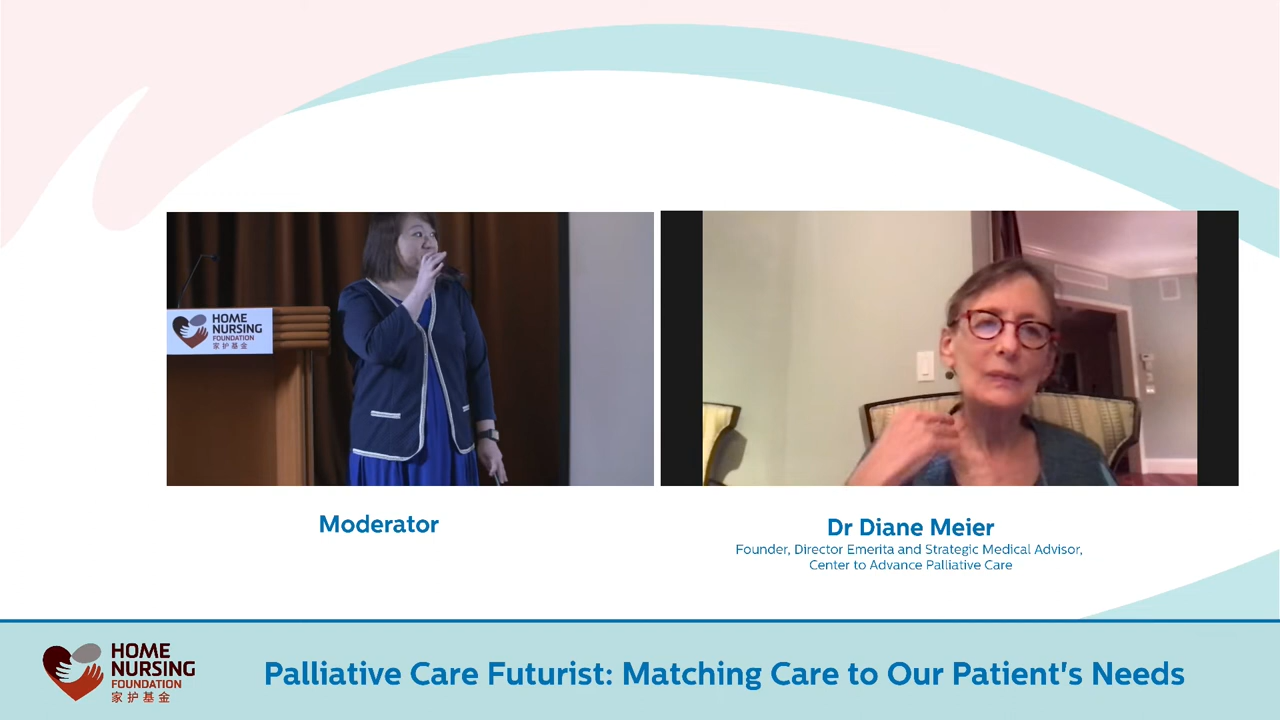 HOME
NURSING
FOUNDATION
家护基金
Moderator
Dr Diane Meier
Founder, Director Emerita and Strategic Medical Advisor,
Center to Advance Palliative Care
HOME
NURSING
FOUNDATION
家护基金
Palliative Care Futurist: Matching Care to Our Patient's Needs